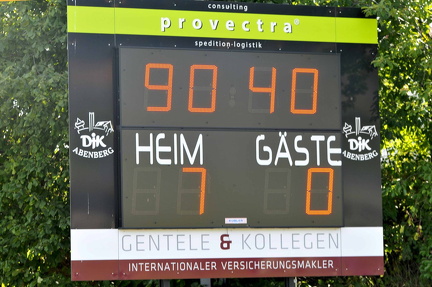 consulting
provectra®
spedition-logistik
90:40
HEIM GÄSTE
7 0
DJK
ABENBERG
DJK
ABENBERG
GENTELE & KOLLEGEN
INTERNATIONALER VERSICHERUNGSMAKLER